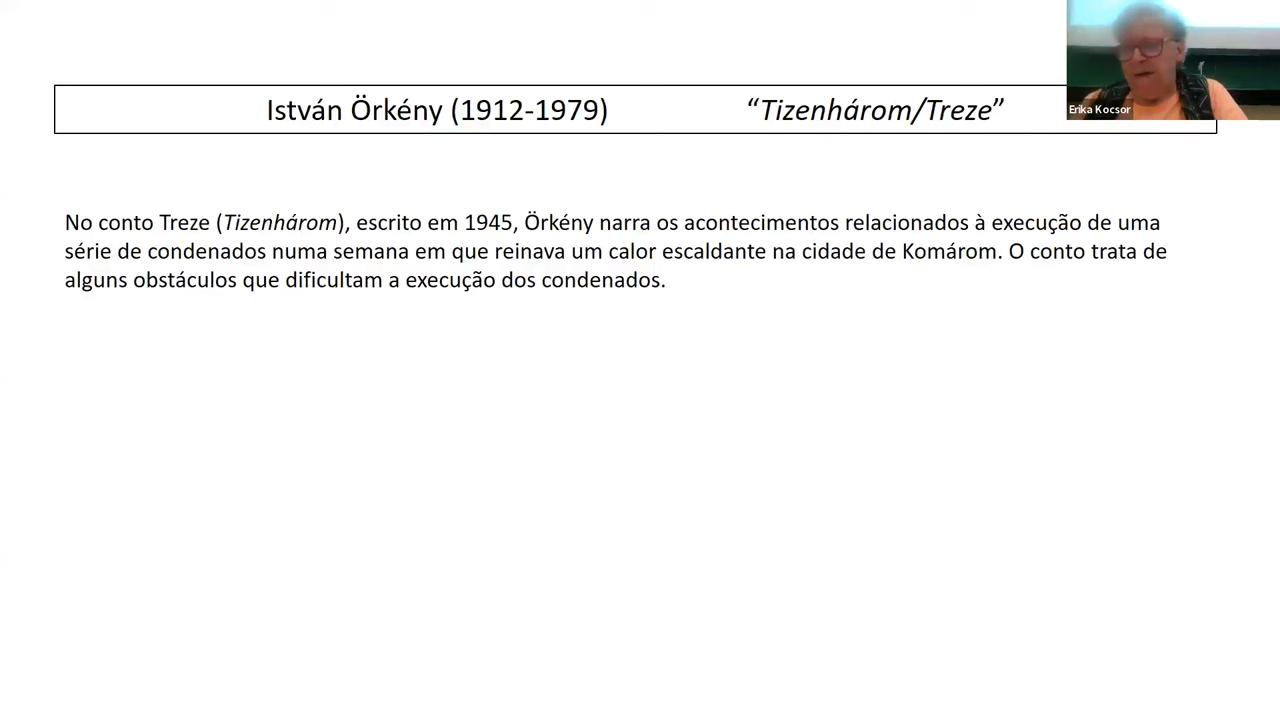 István Örkény (1912-1979) “Tizenhárom/Treze”
Erika Kocsor
No conto Treze (Tizenhárom), escrito em 1945, Örkény narra os acontecimentos relacionados à execução de uma
série de condenados numa semana em que reinava um calor escaldante na cidade de Komárom. O conto trata de
alguns obstáculos que dificultam a execução dos condenados.